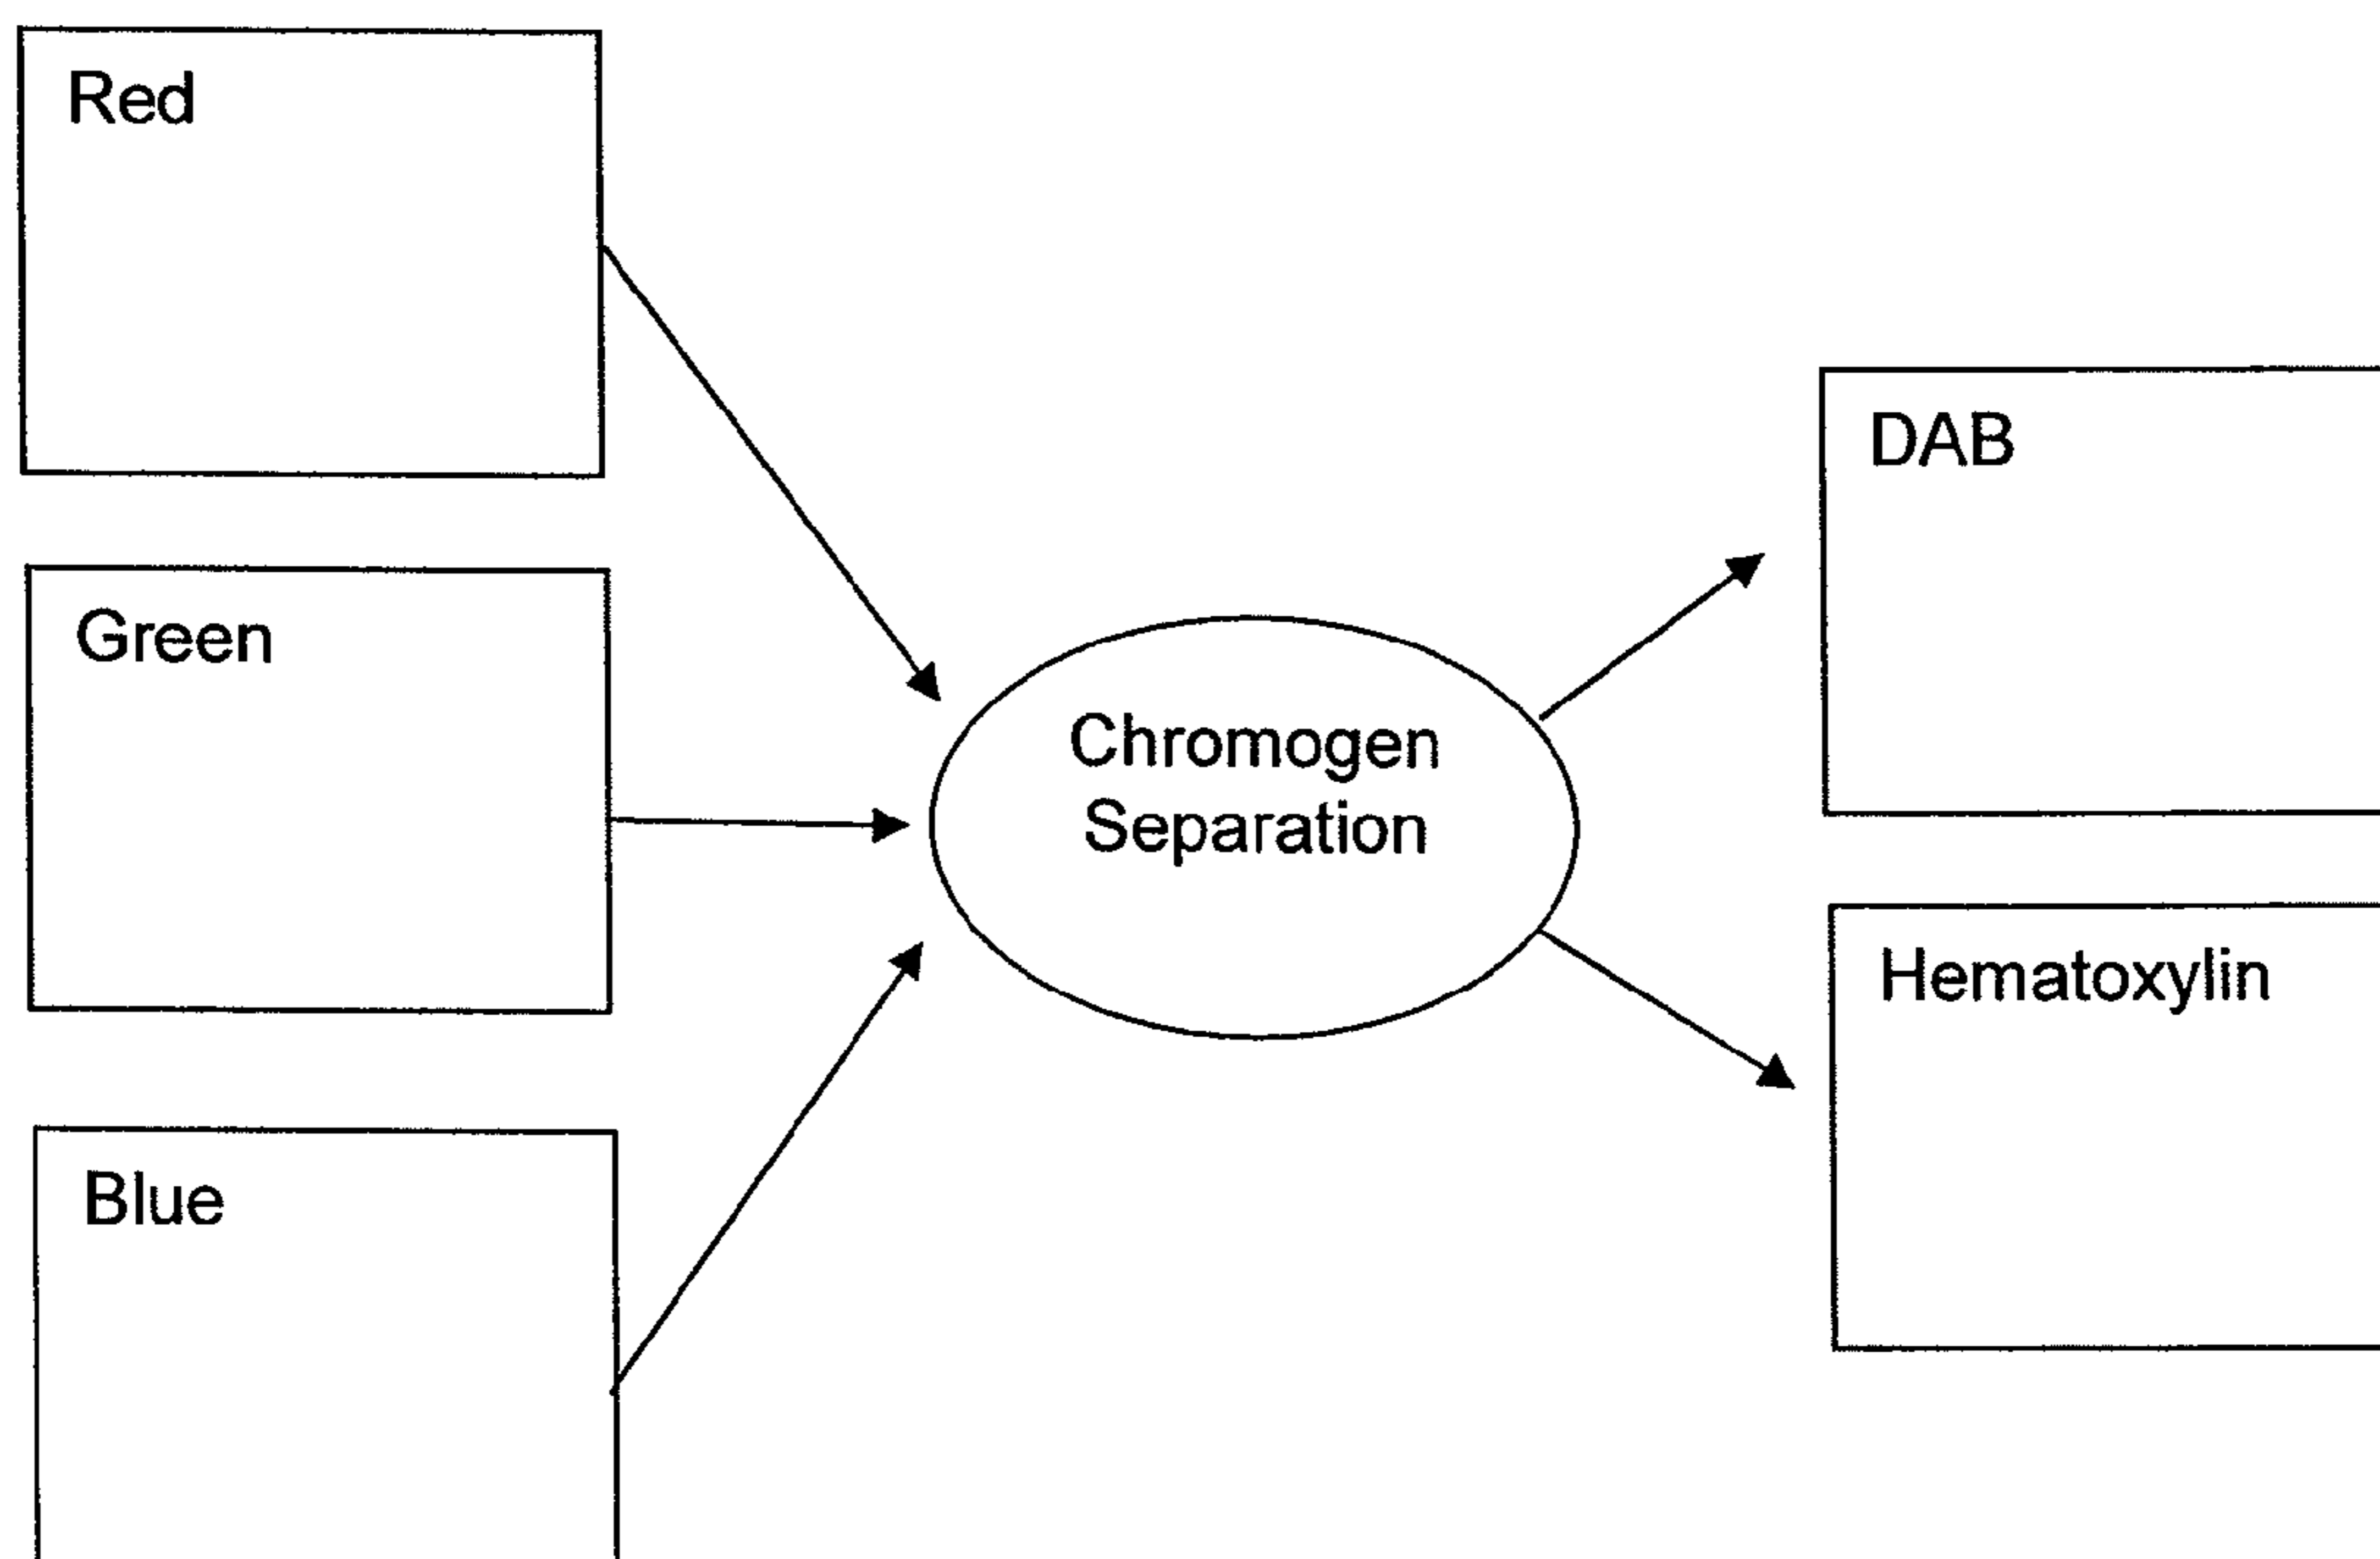 Red
Green
Blue
Chromogen
Separation
DAB
Hematoxylin